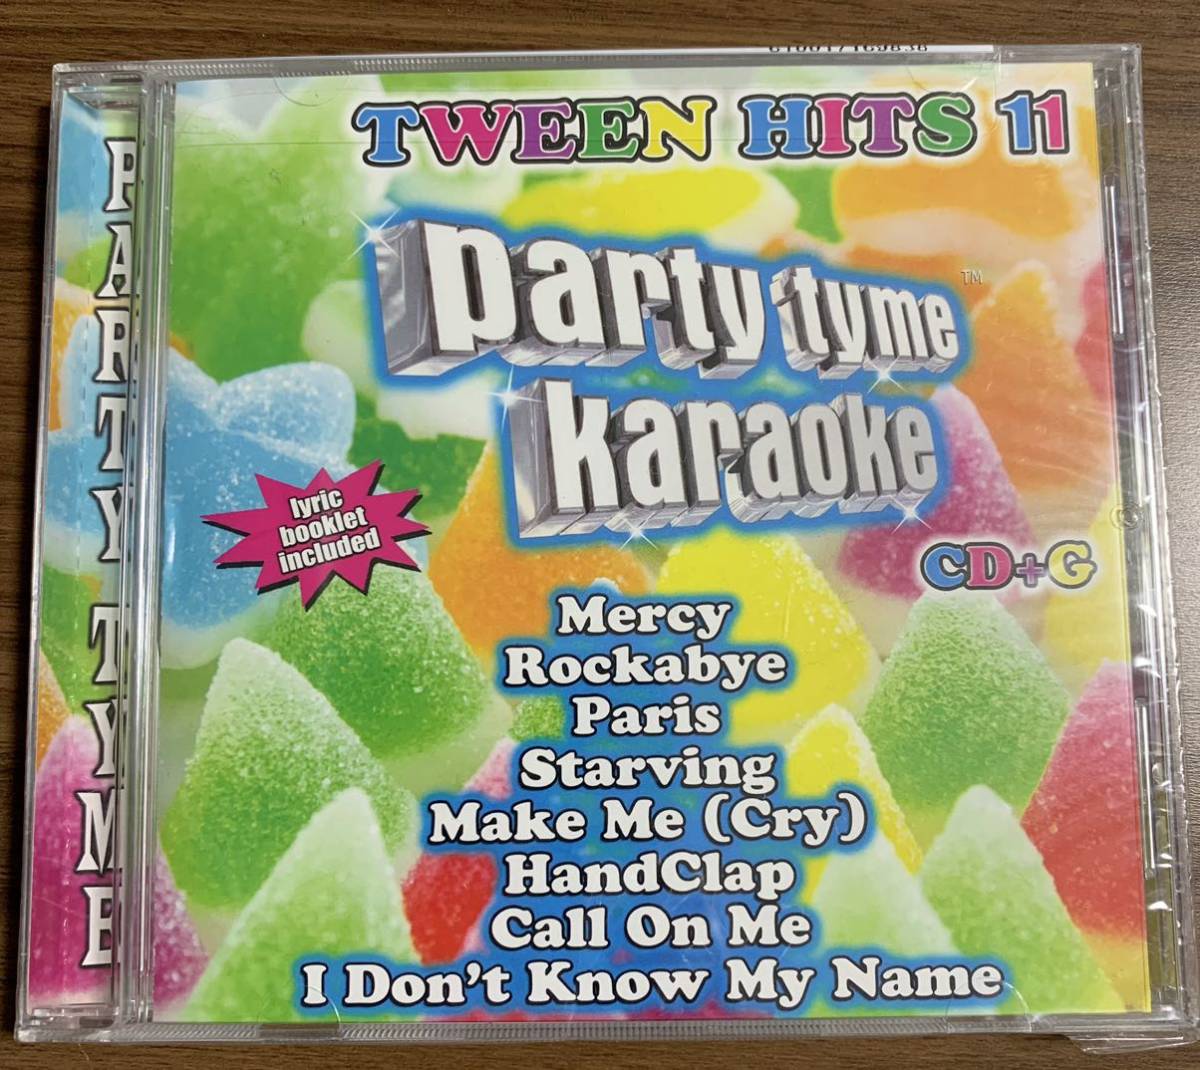 TWEEN HITS 11
party tyme
TM
karaoke
lyric
booklet
included
CD+G
Mercy
Rockabye
Paris
Starving
Make Me (Cry)
HandClap
Call On Me
I Don't Know My Name
PARTY TYME